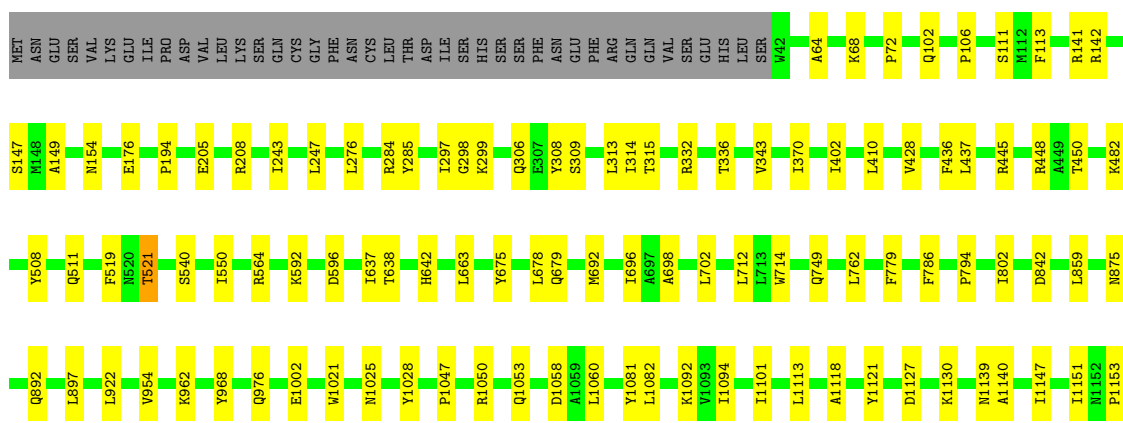 MET ASN GLU SER VAL LYS GLU ILE PRO ASP VAL LEU LYS SER GLN CYS GLY PHE ASN CYS LEU THR ASP ILE SER HIS SER SER PHE ASN GLU PHE ARG GLN GLN VAL SER GLU HIS LEU SER W42 A64 K68 P72 Q102 P106 S111 M112 F113 R141 R142
S147 M148 A149 N154 E176 P194 E205 R208 I243 L247 L276 R284 Y285 I297 G298 K299 Q306 E307 Y308 S309 L313 I314 T315 R332 T336 V343 I370 I402 L410 V428 F436 L437 R445 R448 A449 T450 K482
Y508 Q511 F519 N520 T521 S540 I550 R564 K592 D596 I637 T638 H642 L663 Y675 L678 Q679 M692 I696 A697 A698 L702 L712 L713 W714 Q749 L762 F779 F786 P794 I802 D842 L859 N875
Q892 L897 L922 V954 K962 Y968 Q976 E1002 W1021 N1025 Y1028 P1047 R1050 Q1053 D1058 A1059 L1060 Y1081 L1082 K1092 V1093 I1094 I1101 L1113 A1118 Y1121 D1127 K1130 N1139 A1140 I1147 I1151 N1152 P1153